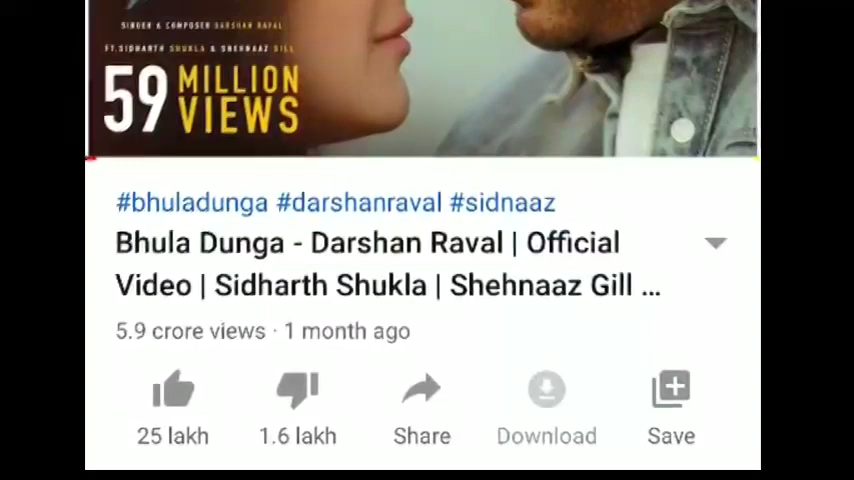 SINGER & COMPOSER DARSHAN RAVAL
FT. SIDHARTH SHUKLA & SHEHNAAZ GILL
59 MILLION
VIEWS
#bhuladunga #darshanraval #sidnaaz
Bhula Dunga - Darshan Raval | Official
Video | Sidharth Shukla | Shehnaaz Gill ...
5.9 crore views · 1 month ago
25 lakh 1.6 lakh Share Download Save